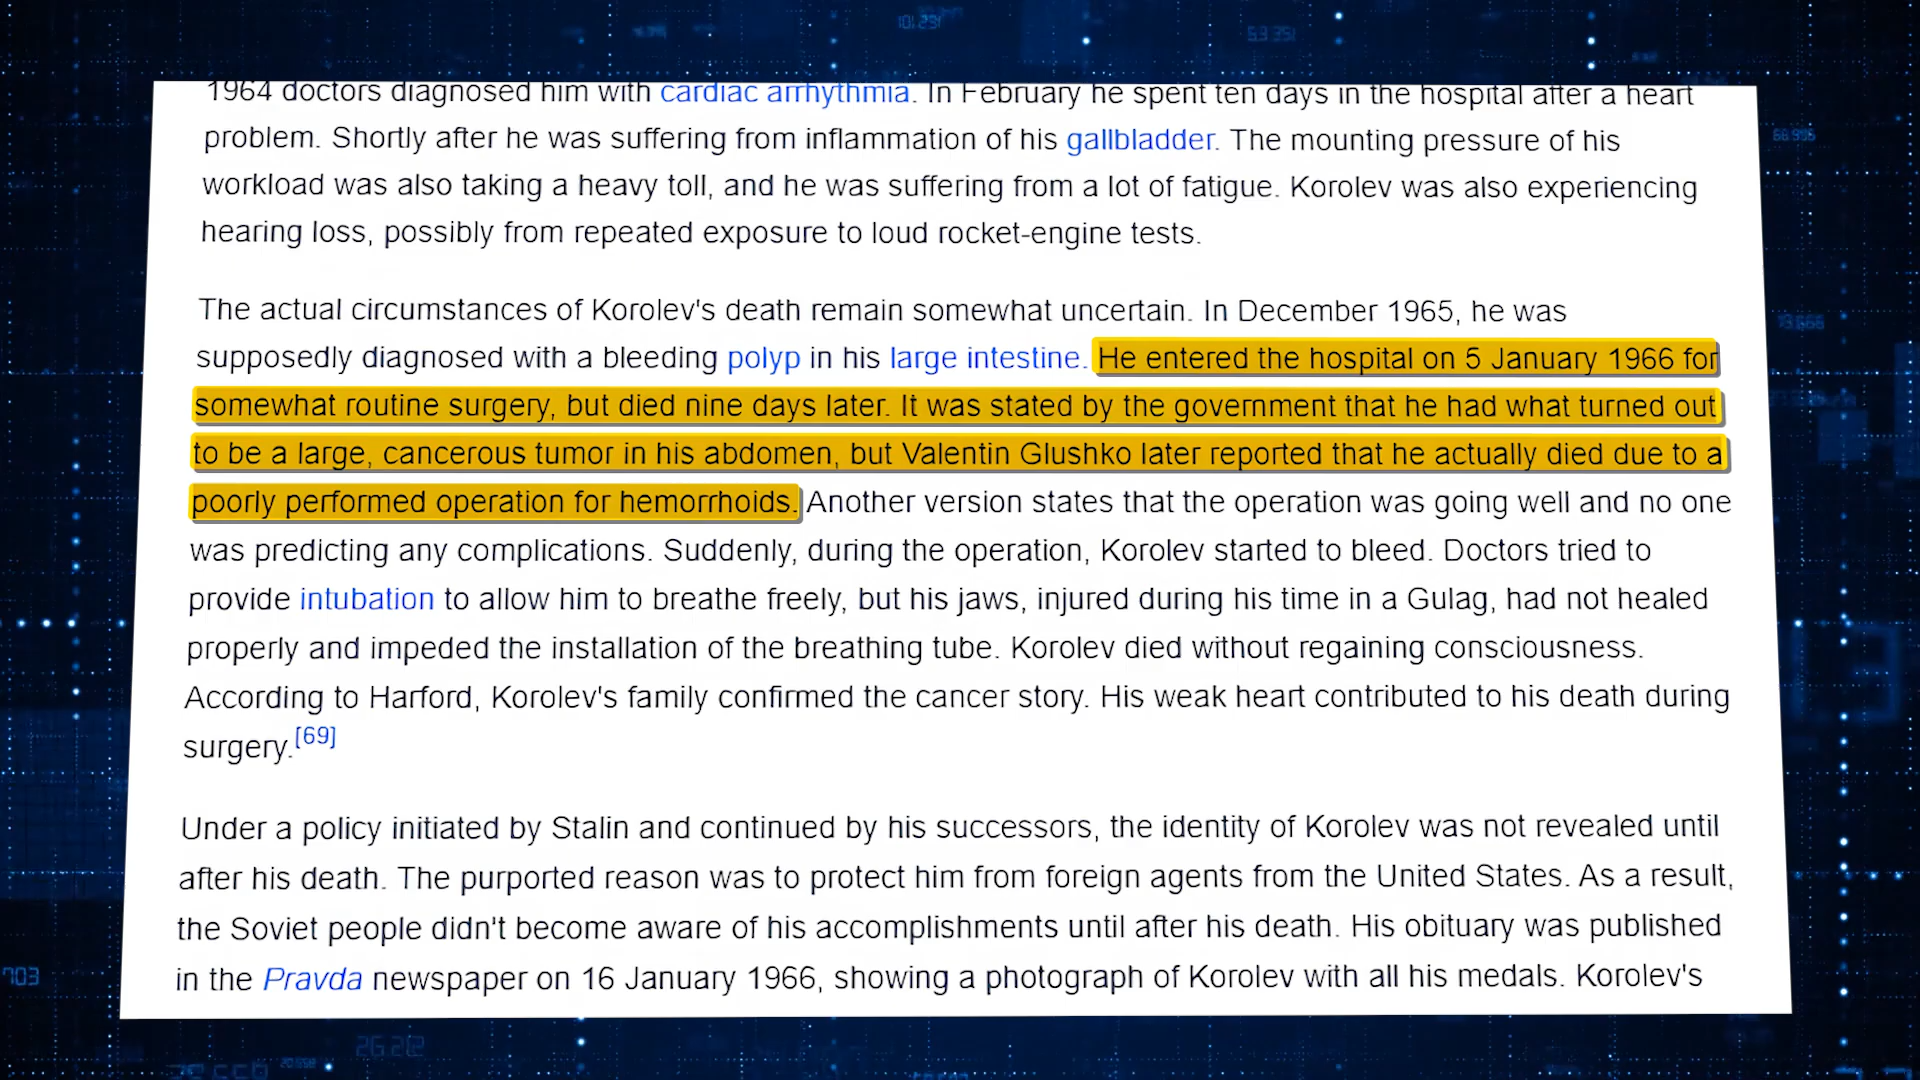 101.231
53 351
68.995
1964 doctors diagnosed him with cardiac arrhythmia. In February he spent ten days in the hospital after a heart
problem. Shortly after he was suffering from inflammation of his gallbladder. The mounting pressure of his
workload was also taking a heavy toll, and he was suffering from a lot of fatigue. Korolev was also experiencing
hearing loss, possibly from repeated exposure to loud rocket-engine tests.
The actual circumstances of Korolev's death remain somewhat uncertain. In December 1965, he was
supposedly diagnosed with a bleeding polyp in his large intestine. He entered the hospital on 5 January 1966 for
somewhat routine surgery, but died nine days later. It was stated by the government that he had what turned out
to be a large, cancerous tumor in his abdomen, but Valentin Glushko later reported that he actually died due to a
poorly performed operation for hemorrhoids. Another version states that the operation was going well and no one
was predicting any complications. Suddenly, during the operation, Korolev started to bleed. Doctors tried to
provide intubation to allow him to breathe freely, but his jaws, injured during his time in a Gulag, had not healed
properly and impeded the installation of the breathing tube. Korolev died without regaining consciousness.
According to Harford, Korolev's family confirmed the cancer story. His weak heart contributed to his death during
surgery.[69]
Under a policy initiated by Stalin and continued by his successors, the identity of Korolev was not revealed until
after his death. The purported reason was to protect him from foreign agents from the United States. As a result,
the Soviet people didn't become aware of his accomplishments until after his death. His obituary was published
in the Pravda newspaper on 16 January 1966, showing a photograph of Korolev with all his medals. Korolev's
703
26.212